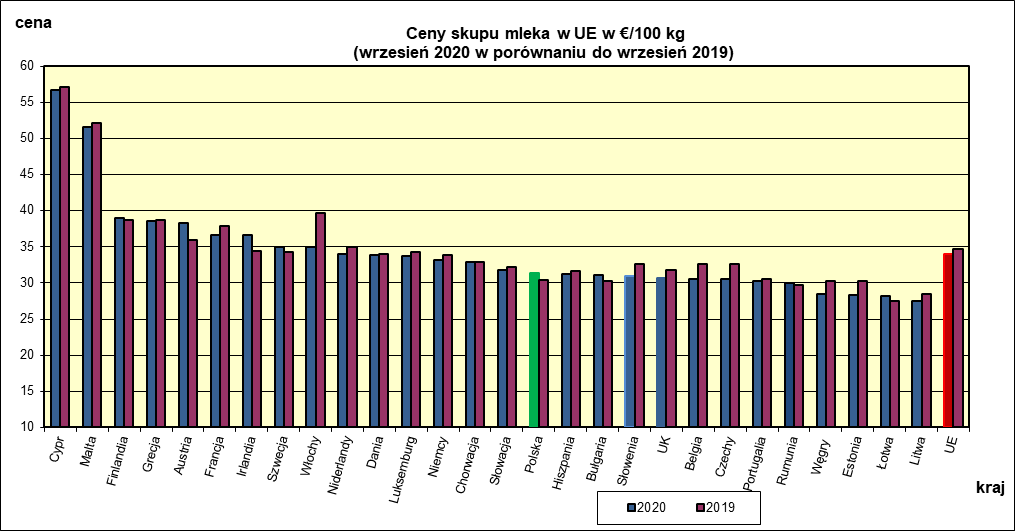 cena
Ceny skupu mleka w UE w €/100 kg
(wrzesień 2020 w porównaniu do wrzesień 2019)
60
55
50
45
40
35
30
25
20
15
10
Cypr
Malta
Finlandia
Grecja
Austria
Francja
Irlandia
Szwecja
Włochy
Niderlandy
Dania
Luksemburg
Niemcy
Chorwacja
Słowacja
Polska
Hiszpania
Bułgaria
Słowenia
UK
Belgia
Czechy
Portugalia
Rumunia
Węgry
Estonia
Łotwa
Litwa
UE
kraj
2020 2019